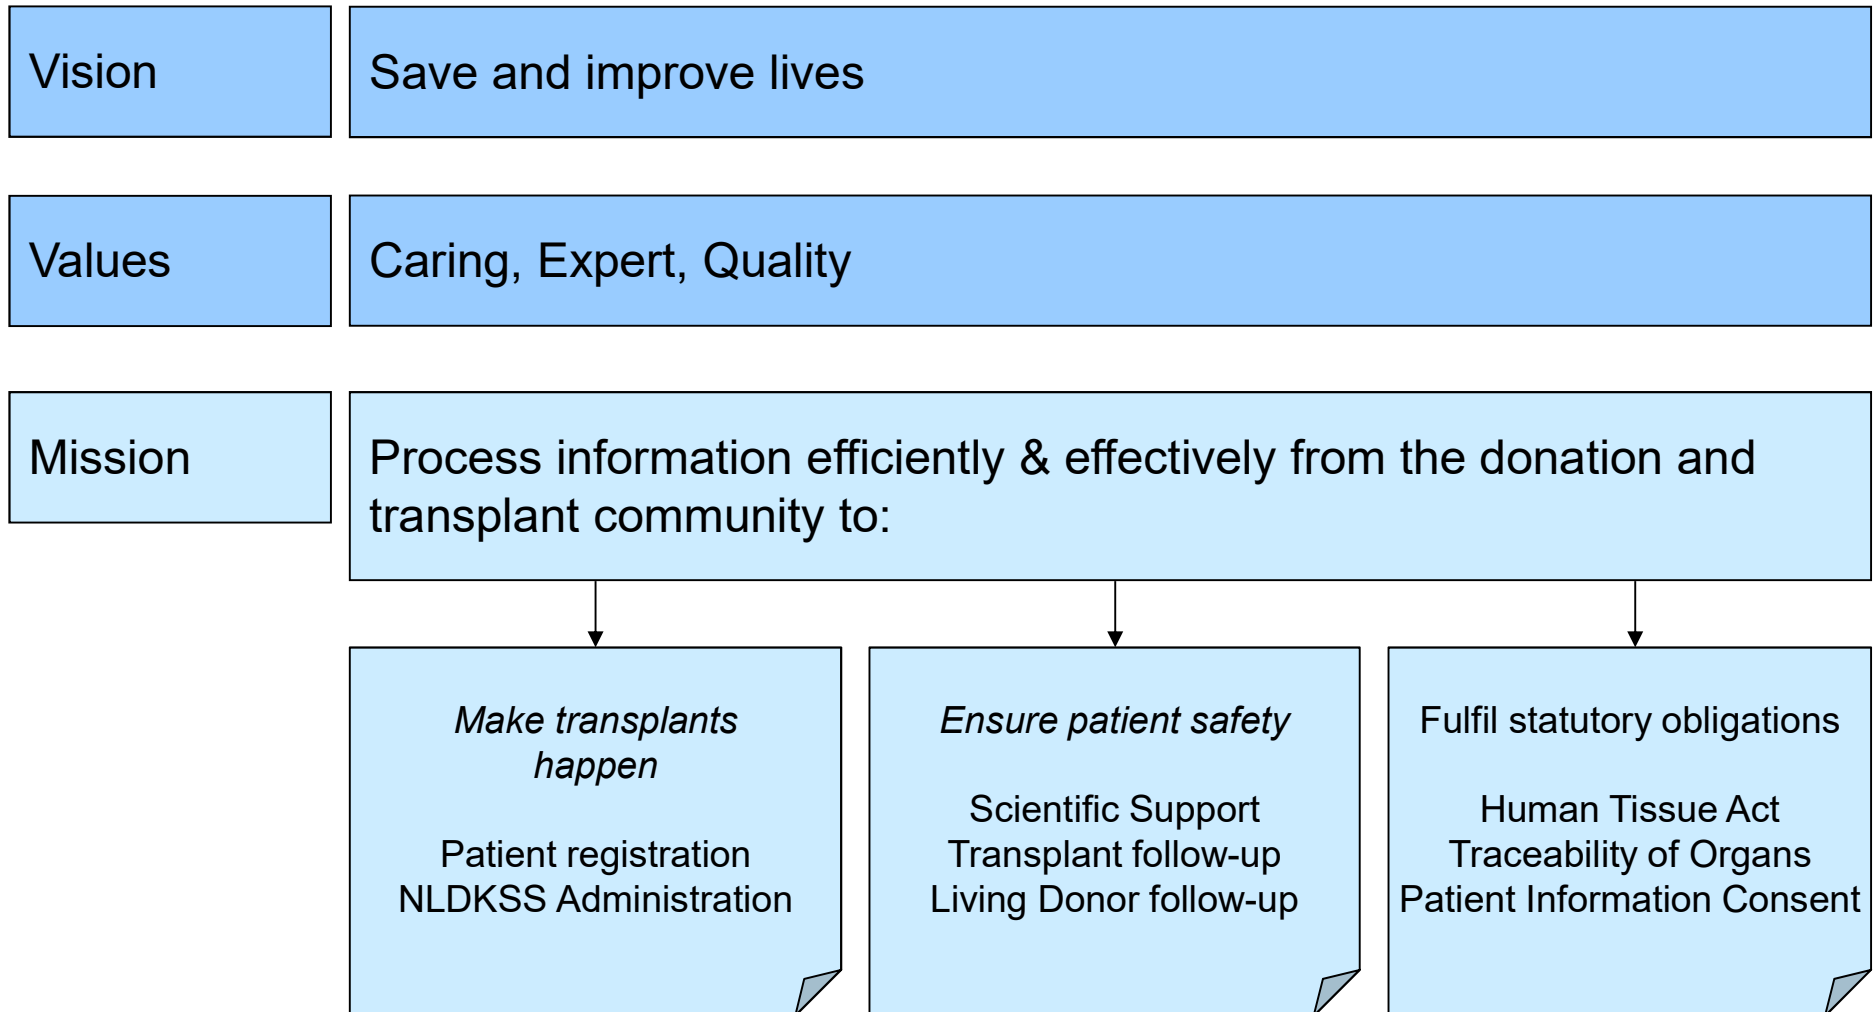 Vision
Save and improve lives
Values
Caring, Expert, Quality
Mission
Process information efficiently & effectively from the donation and
transplant community to:
Make transplants
happen
Patient registration
NLDKSS Administration
Ensure patient safety
Scientific Support
Transplant follow-up
Living Donor follow-up
Fulfil statutory obligations
Human Tissue Act
Traceability of Organs
Patient Information Consent